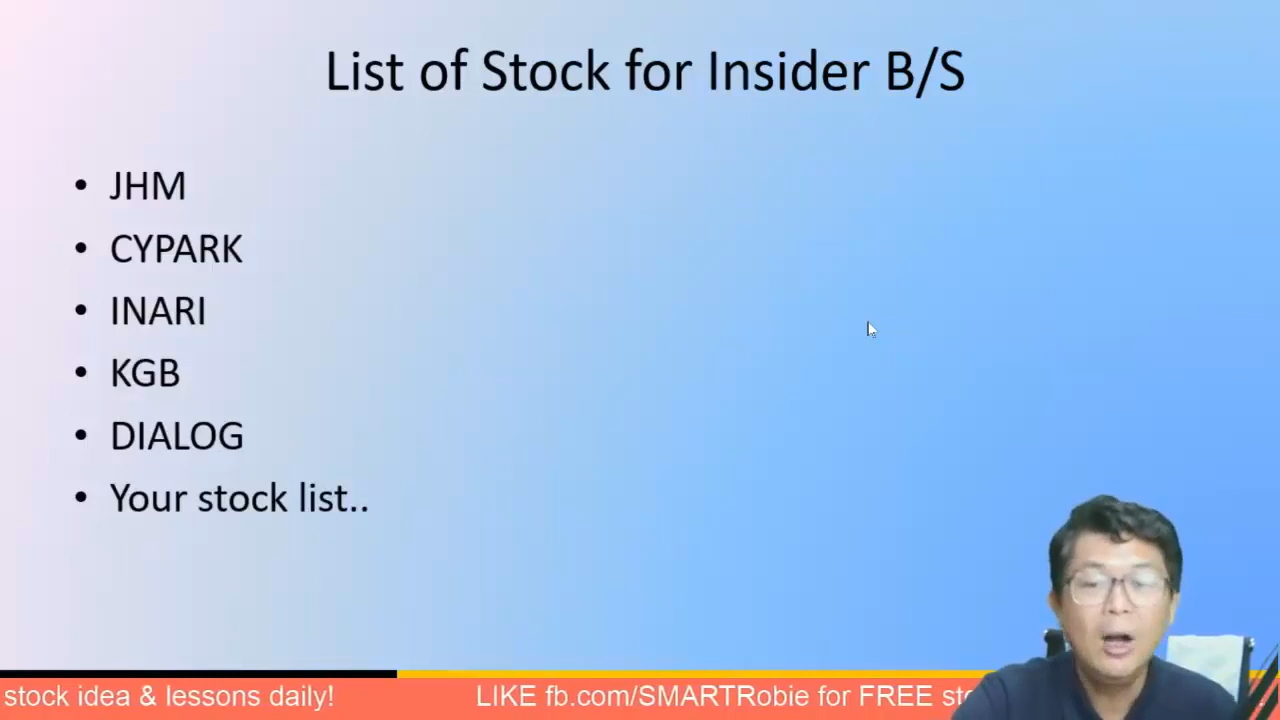 List of Stock for Insider B/S
• JHM
• CYPARK
• INARI
• KGB
• DIALOG
• Your stock list..
stock idea & lessons daily! LIKE fb.com/SMARTRobie for FREE